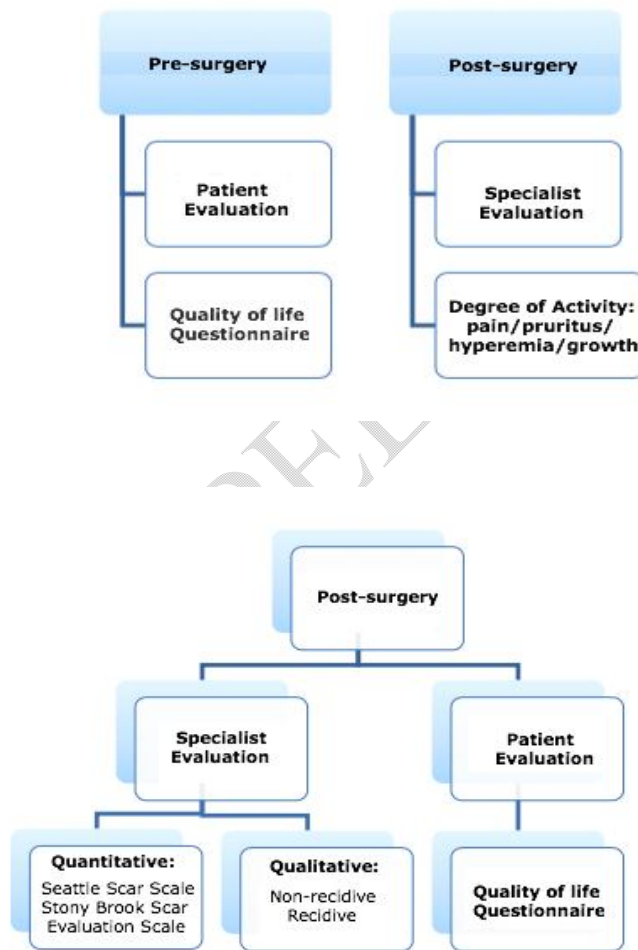 Pre-surgery
Patient
Evaluation
Quality of life
Questionnaire
Post-surgery
Specialist
Evaluation
Degree of Activity:
pain/pruritus/
hyperemia/growth
Post-surgery
Specialist
Evaluation
Quantitative:
Seattle Scar Scale
Stony Brook Scar
Evaluation Scale
Qualitative:
Non-recidive
Recidive
Patient
Evaluation
Quality of life
Questionnaire